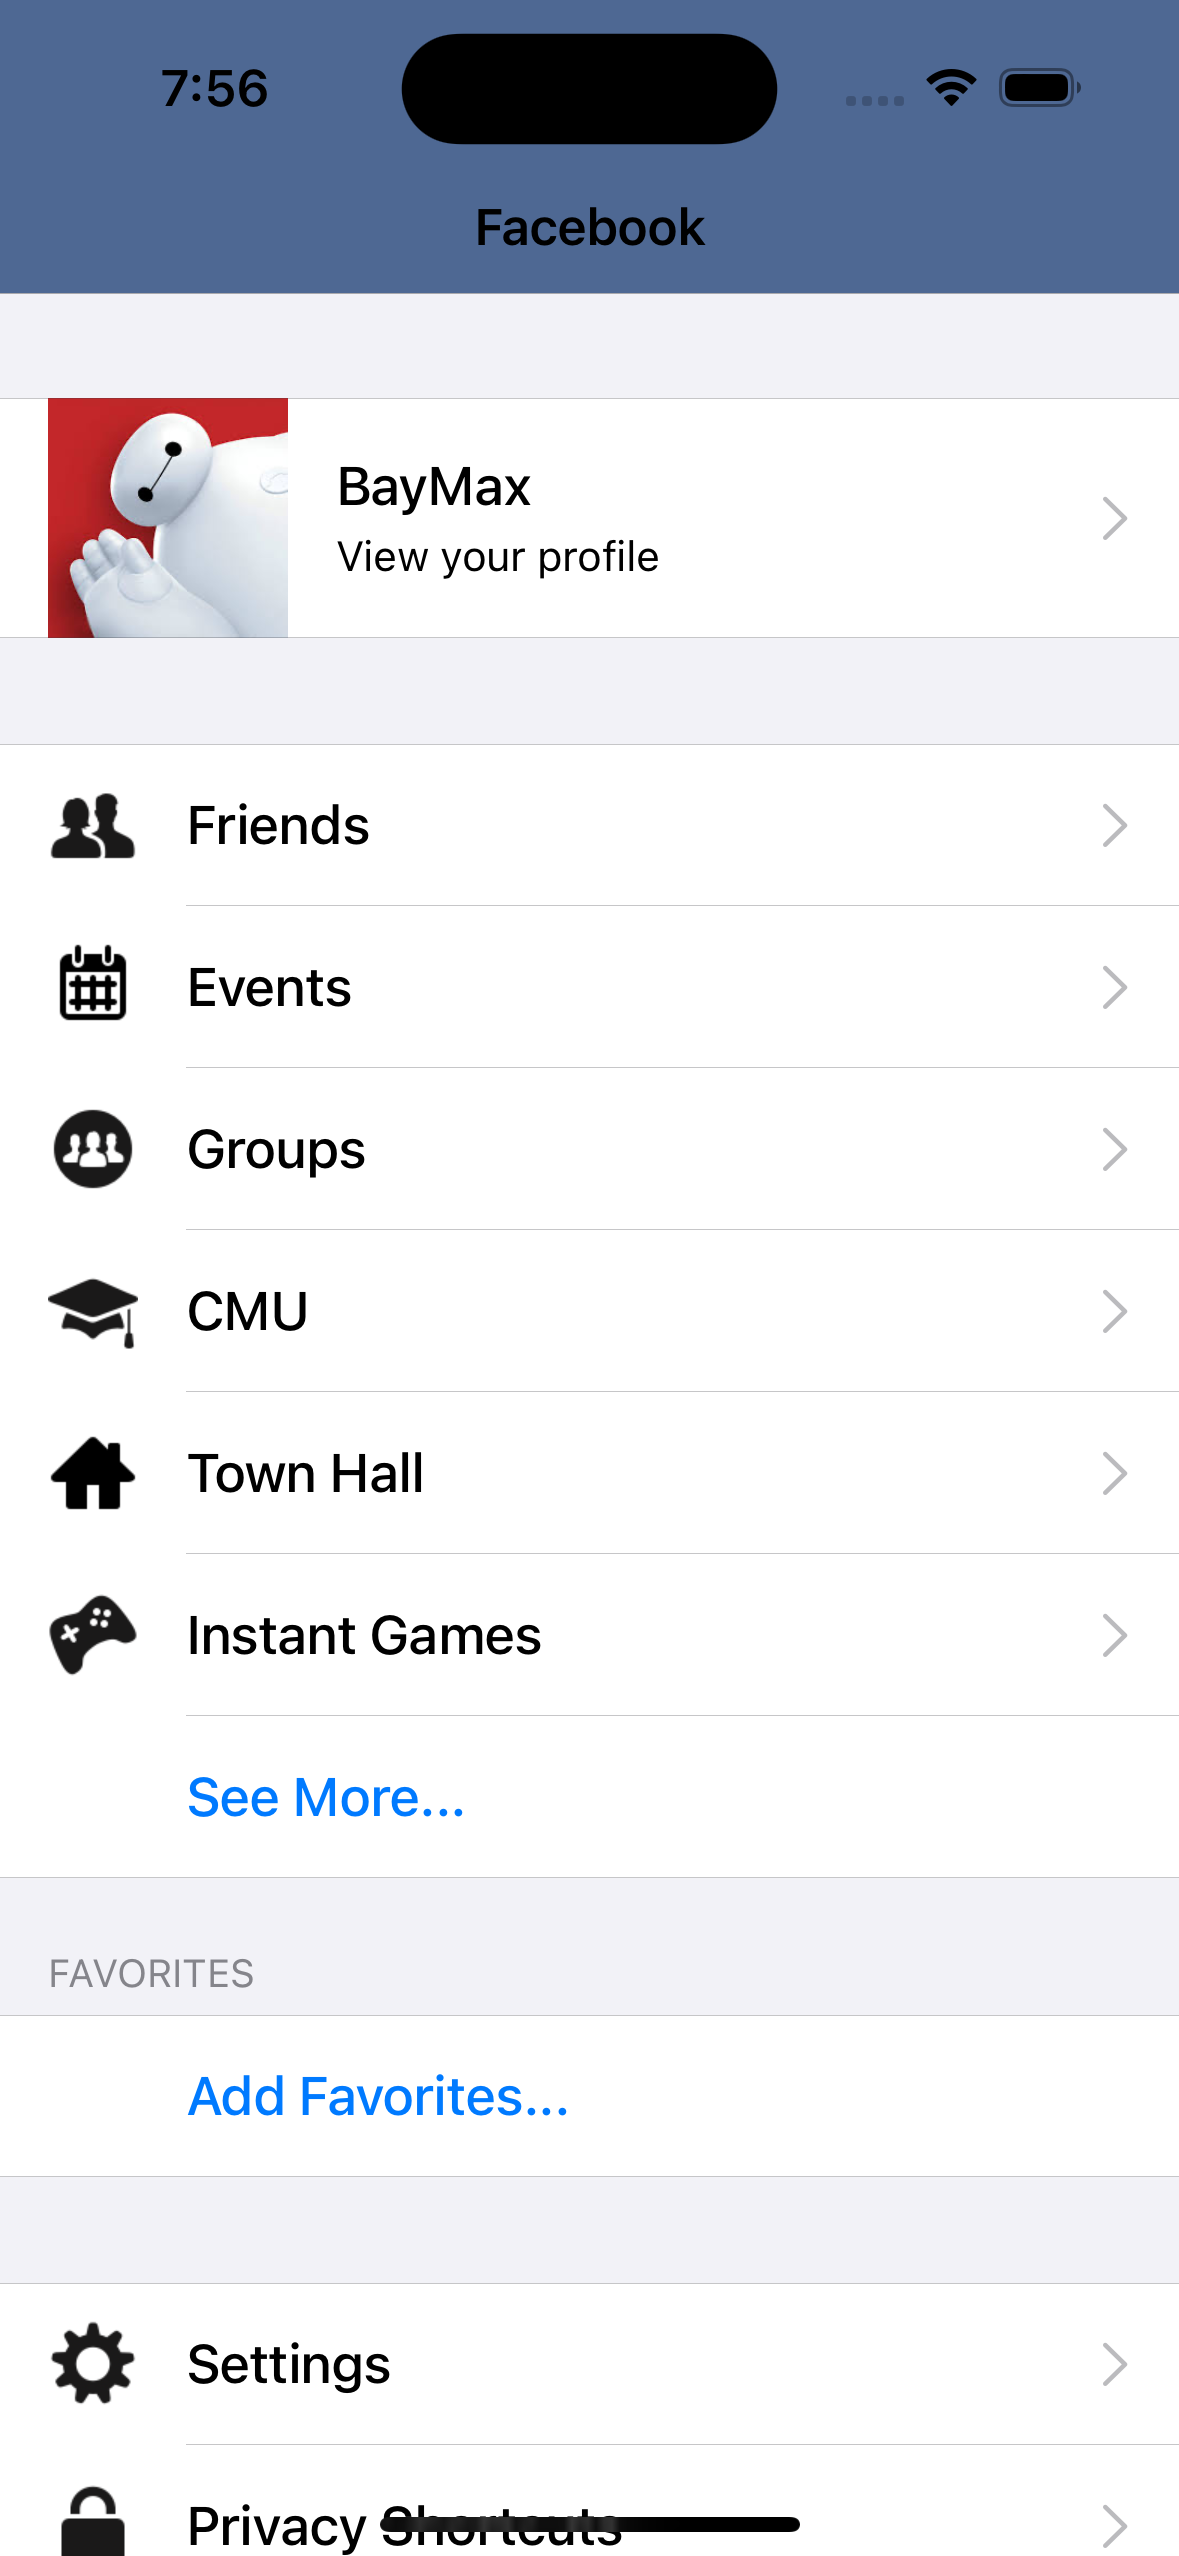 7:56
Facebook
BayMax
View your profile
Friends
Events
Groups
CMU
Town Hall
Instant Games
See More...
FAVORITES
Add Favorites...
Settings
Privacy Shortcuts